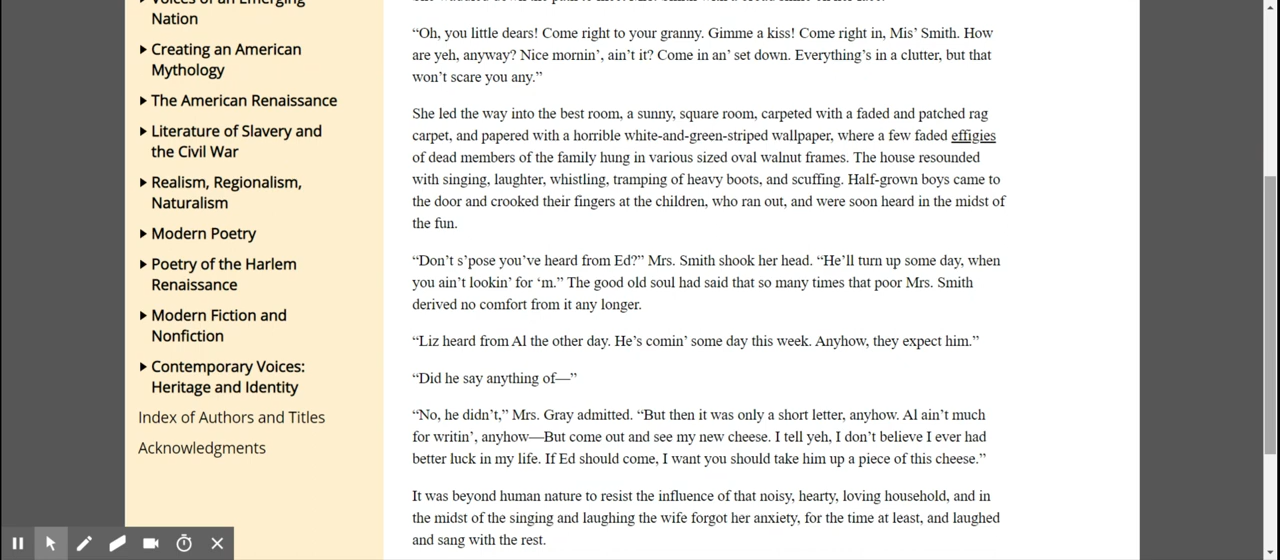 Voices of an Emerging
Nation
Creating an American
Mythology
The American Renaissance
Literature of Slavery and
the Civil War
Realism, Regionalism,
Naturalism
Modern Poetry
Poetry of the Harlem
Renaissance
Modern Fiction and
Nonfiction
Contemporary Voices:
Heritage and Identity
Index of Authors and Titles
Acknowledgments
“Oh, you little dears! Come right to your granny. Gimme a kiss! Come right in, Mis’ Smith. How
are yeh, anyway? Nice mornin’, ain’t it? Come in an’ set down. Everything’s in a clutter, but that
won’t scare you any.”
She led the way into the best room, a sunny, square room, carpeted with a faded and patched rag
carpet, and papered with a horrible white-and-green-striped wallpaper, where a few faded effigies
of dead members of the family hung in various sized oval walnut frames. The house resounded
with singing, laughter, whistling, tramping of heavy boots, and scuffing. Half-grown boys came to
the door and crooked their fingers at the children, who ran out, and were soon heard in the midst of
the fun.
“Don’t s’pose you’ve heard from Ed?” Mrs. Smith shook her head. “He’ll turn up some day, when
you ain’t lookin’ for ‘m.” The good old soul had said that so many times that poor Mrs. Smith
derived no comfort from it any longer.
“Liz heard from Al the other day. He’s comin’ some day this week. Anyhow, they expect him.”
“Did he say anything of—”
“No, he didn’t,” Mrs. Gray admitted. “But then it was only a short letter, anyhow. Al ain’t much
for writin’, anyhow—But come out and see my new cheese. I tell yeh, I don’t believe I ever had
better luck in my life. If Ed should come, I want you should take him up a piece of this cheese.”
It was beyond human nature to resist the influence of that noisy, hearty, loving household, and in
the midst of the singing and laughing the wife forgot her anxiety, for the time at least, and laughed
and sang with the rest.